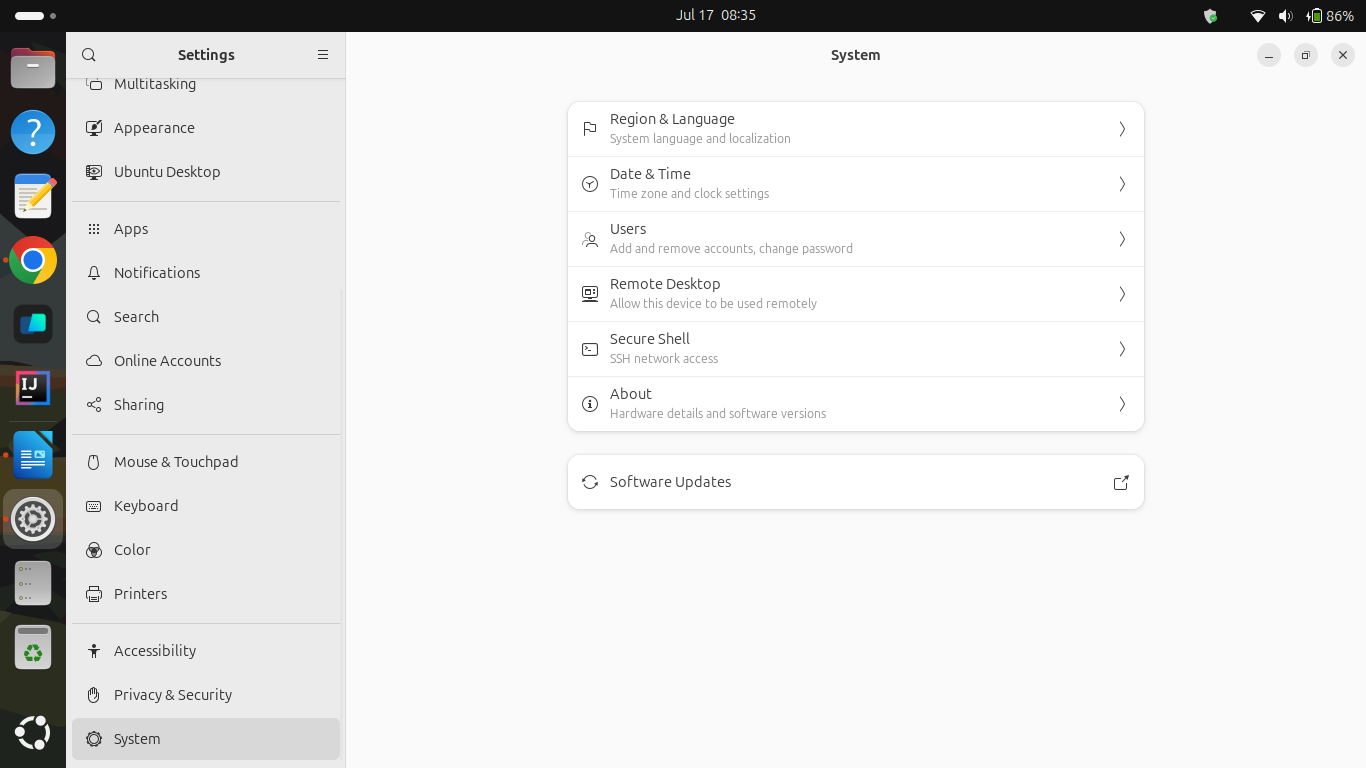 Jul 17 08:35
86%
Settings
System
Multitasking
Appearance
Ubuntu Desktop
Apps
Notifications
Search
Online Accounts
Sharing
Mouse & Touchpad
Keyboard
Color
Printers
Accessibility
Privacy & Security
System
Region & Language
System language and localization
Date & Time
Time zone and clock settings
Users
Add and remove accounts, change password
Remote Desktop
Allow this device to be used remotely
Secure Shell
SSH network access
About
Hardware details and software versions
Software Updates
?
IJ